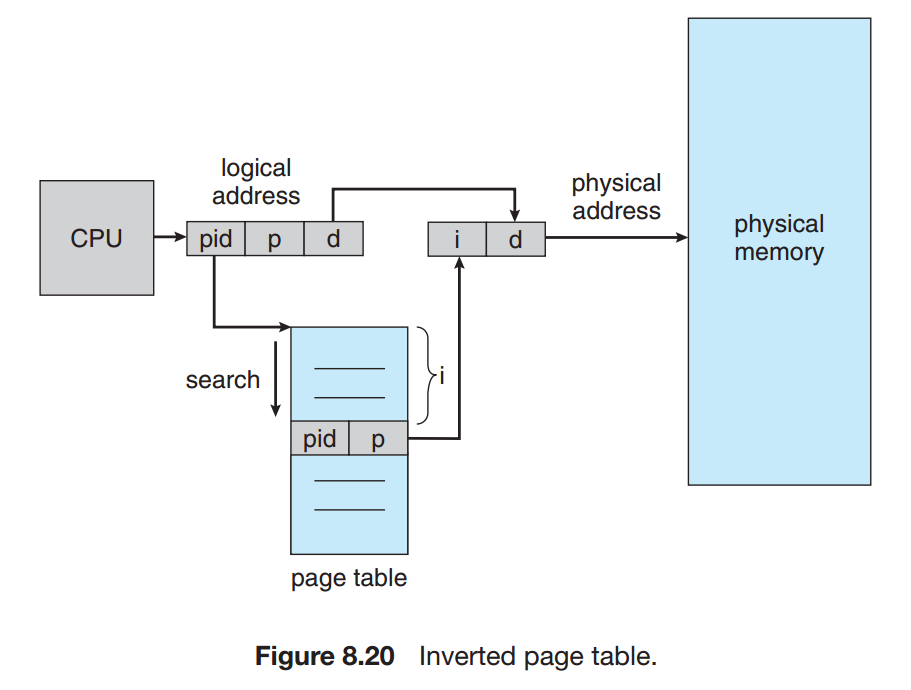 logical
address
physical
address
CPU
pid p d
i d
physical
memory
search
i
pid p
page table
Figure 8.20 Inverted page table.